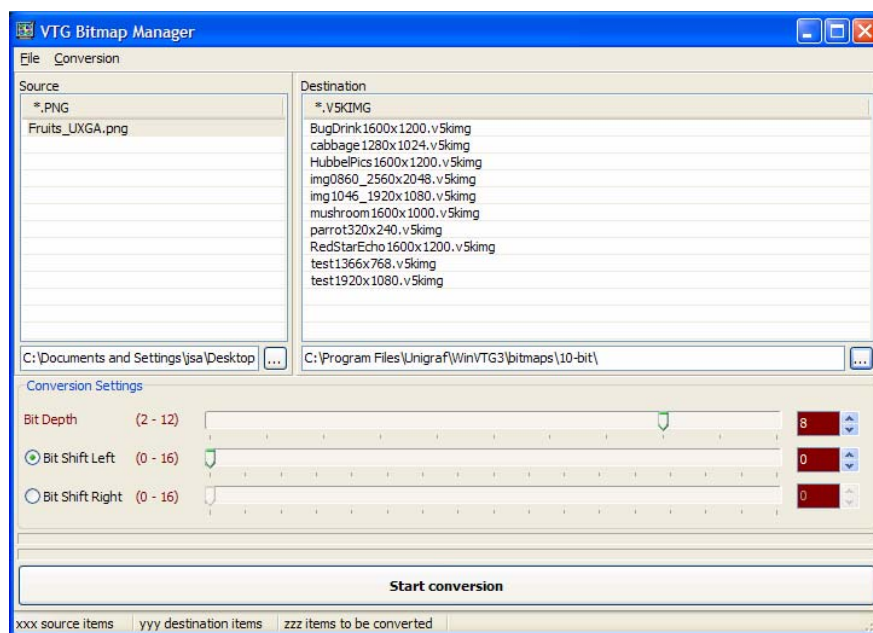 VTG Bitmap Manager
File Conversion
Source
*.PNG
Fruits_UXGA.png
C:\Documents and Settings\jsa\Desktop ...
Destination
*.V5KIMG
BugDrink1600x1200.v5kimg
cabbage1280x1024.v5kimg
HubbelPics1600x1200.v5kimg
img0860_2560x2048.v5kimg
img1046_1920x1080.v5kimg
mushroom1600x1000.v5kimg
parrot320x240.v5kimg
RedStarEcho1600x1200.v5kimg
test1366x768.v5kimg
test1920x1080.v5kimg
C:\Program Files\Unigraf\WinVTG3\bitmaps\10-bit\ ...
Conversion Settings
Bit Depth (2 - 12) 8
Bit Shift Left (0 - 16) 0
Bit Shift Right (0 - 16) 0
Start conversion
xxx source items yyy destination items zzz items to be converted